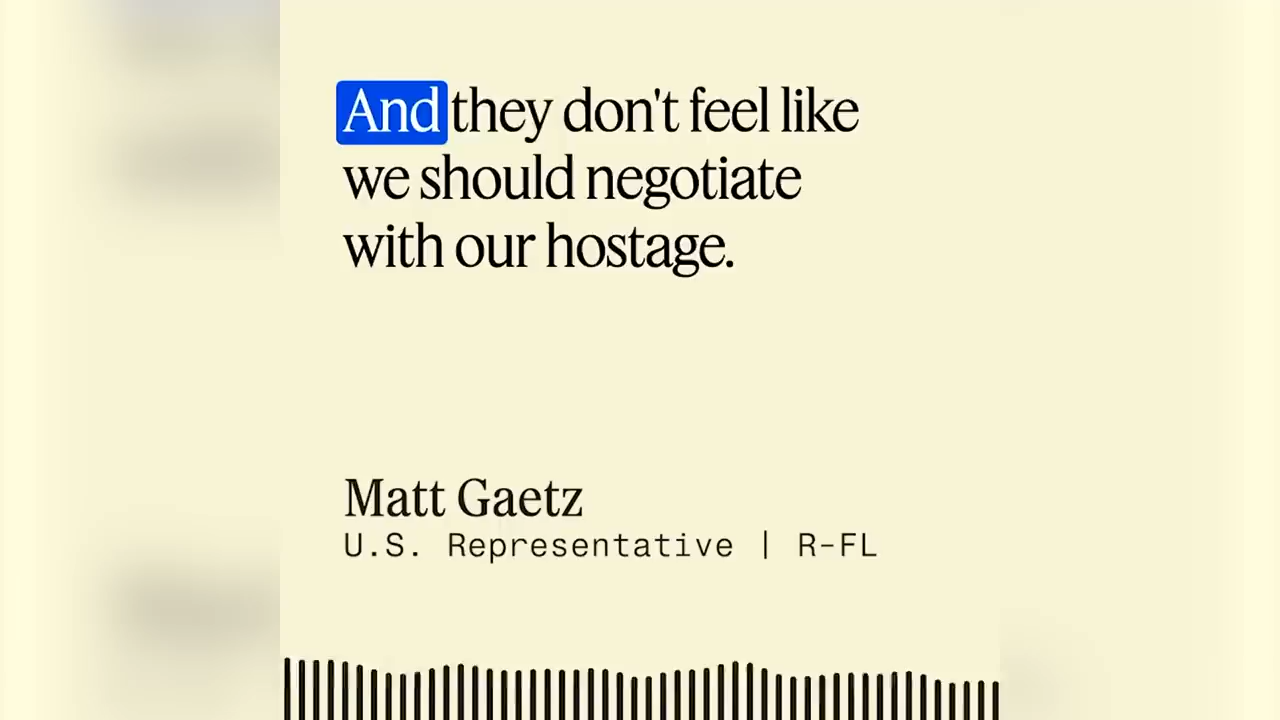 And they don't feel like
we should negotiate
with our hostage.
Matt Gaetz
U.S. Representative | R-FL